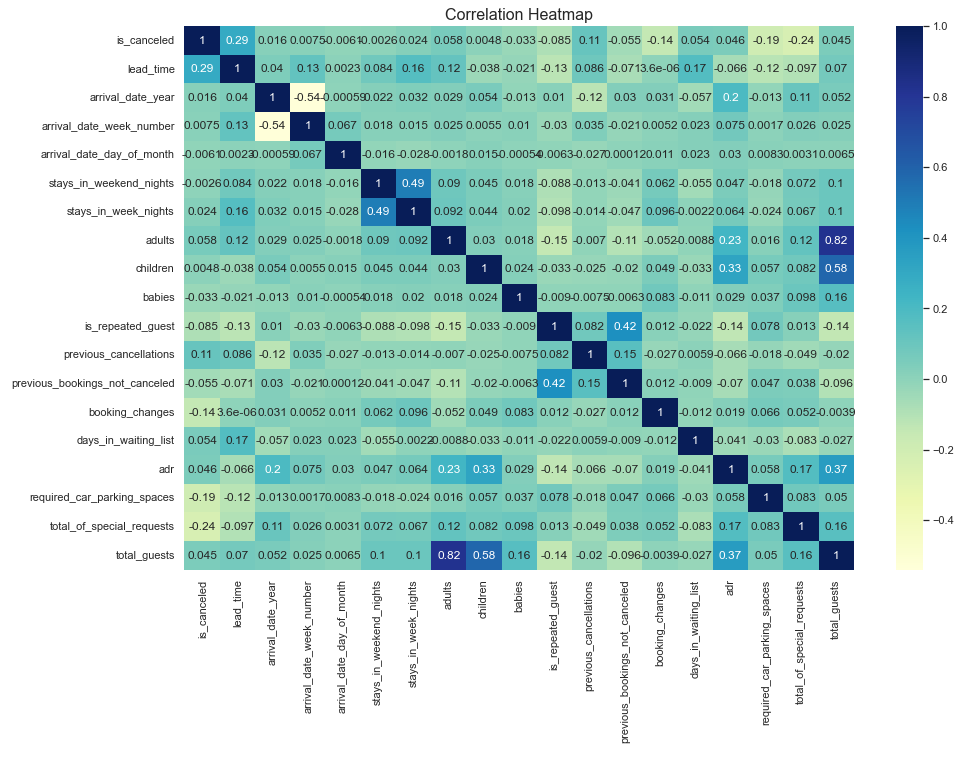 Correlation Heatmap
is_canceled 1 0.29 0.016 0.0075 -0.0061 -0.0026 0.024 0.058 0.0048 -0.033 -0.085 0.11 -0.055 -0.14 0.054 0.046 -0.19 -0.24 0.045
lead_time 0.29 1 0.04 0.13 0.0023 0.084 0.16 0.12 -0.038 -0.021 -0.13 0.086 -0.071 3.6e-06 0.17 -0.066 -0.12 -0.097 0.07
arrival_date_year 0.016 0.04 1 -0.54 -0.00059 0.022 0.032 0.029 0.054 -0.013 0.01 -0.12 0.03 0.031 -0.057 0.2 -0.013 0.11 0.052
arrival_date_week_number 0.0075 0.13 -0.54 1 0.067 0.018 0.015 0.025 0.0055 0.01 -0.03 0.035 -0.021 0.0052 0.023 0.075 0.0017 0.026 0.025
arrival_date_day_of_month -0.0061 0.0023 -0.00059 0.067 1 -0.016 -0.028 -0.0018 0.015 -0.00054 -0.0063 -0.027 0.00012 0.011 0.023 0.03 0.0083 0.0031 0.0065
stays_in_weekend_nights -0.0026 0.084 0.022 0.018 -0.016 1 0.49 0.09 0.045 0.018 -0.088 -0.013 -0.041 0.062 -0.055 0.047 -0.018 0.072 0.1
stays_in_week_nights 0.024 0.16 0.032 0.015 -0.028 0.49 1 0.092 0.044 0.02 -0.098 -0.014 -0.047 0.096 -0.0022 0.064 -0.024 0.067 0.1
adults 0.058 0.12 0.029 0.025 -0.0018 0.09 0.092 1 0.03 0.018 -0.15 -0.007 -0.11 -0.052 -0.0088 0.23 0.016 0.12 0.82
children 0.0048 -0.038 0.054 0.0055 0.015 0.045 0.044 0.03 1 0.024 -0.033 -0.025 -0.02 0.049 -0.033 0.33 0.057 0.082 0.58
babies -0.033 -0.021 -0.013 0.01 -0.00054 0.018 0.02 0.018 0.024 1 -0.009 -0.0075 -0.0063 0.083 -0.011 0.029 0.037 0.098 0.16
is_repeated_guest -0.085 -0.13 0.01 -0.03 -0.0063 -0.088 -0.098 -0.15 -0.033 -0.009 1 0.082 0.42 0.012 -0.022 -0.14 0.078 0.013 -0.14
previous_cancellations 0.11 0.086 -0.12 0.035 -0.027 -0.013 -0.014 -0.007 -0.025 -0.0075 0.082 1 0.15 -0.027 0.0059 -0.066 -0.018 -0.049 -0.02
previous_bookings_not_canceled -0.055 -0.071 0.03 -0.021 0.00012 -0.041 -0.047 -0.11 -0.02 -0.0063 0.42 0.15 1 0.012 -0.009 -0.07 0.047 0.038 -0.096
booking_changes -0.14 3.6e-06 0.031 0.0052 0.011 0.062 0.096 -0.052 0.049 0.083 0.012 -0.027 0.012 1 -0.012 0.019 0.066 0.052 -0.0039
days_in_waiting_list 0.054 0.17 -0.057 0.023 0.023 -0.055 -0.0022 -0.0088 -0.033 -0.011 -0.022 0.0059 -0.009 -0.012 1 -0.041 -0.03 -0.083 -0.027
adr 0.046 -0.066 0.2 0.075 0.03 0.047 0.064 0.23 0.33 0.029 -0.14 -0.066 -0.07 0.019 -0.041 1 0.058 0.17 0.37
required_car_parking_spaces -0.19 -0.12 -0.013 0.0017 0.0083 -0.018 -0.024 0.016 0.057 0.037 0.078 -0.018 0.047 0.066 -0.03 0.058 1 0.083 0.05
total_of_special_requests -0.24 -0.097 0.11 0.026 0.0031 0.072 0.067 0.12 0.082 0.098 0.013 -0.049 0.038 0.052 -0.083 0.17 0.083 1 0.16
total_guests 0.045 0.07 0.052 0.025 0.0065 0.1 0.1 0.82 0.58 0.16 -0.14 -0.02 -0.096 -0.0039 -0.027 0.37 0.05 0.16 1
is_canceled
lead_time
arrival_date_year
arrival_date_week_number
arrival_date_day_of_month
stays_in_weekend_nights
stays_in_week_nights
adults
children
babies
is_repeated_guest
previous_cancellations
previous_bookings_not_canceled
booking_changes
days_in_waiting_list
adr
required_car_parking_spaces
total_of_special_requests
total_guests
1.0
0.8
0.6
0.4
0.2
0.0
−0.2
−0.4